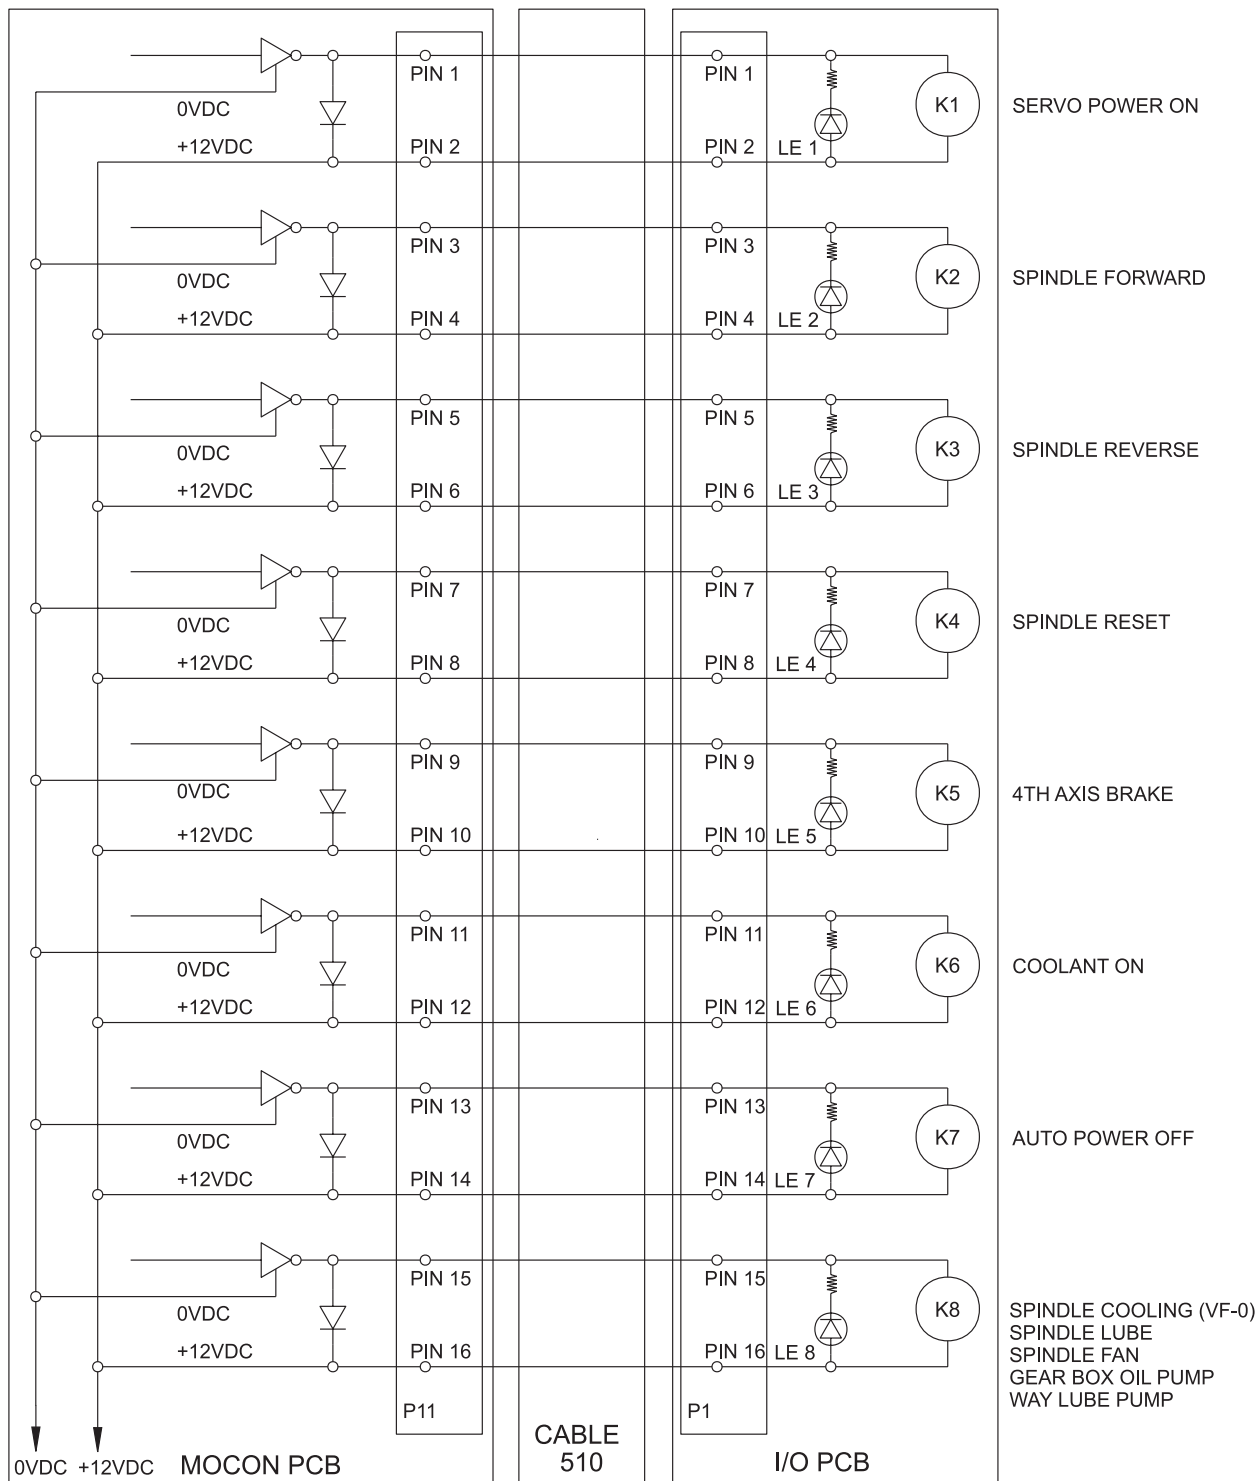 PIN 1
PIN 1
K1
SERVO POWER ON
0VDC
+12VDC
PIN 2
PIN 2
LE 1
PIN 3
PIN 3
K2
SPINDLE FORWARD
0VDC
+12VDC
PIN 4
PIN 4
LE 2
PIN 5
PIN 5
K3
SPINDLE REVERSE
0VDC
+12VDC
PIN 6
PIN 6
LE 3
PIN 7
PIN 7
K4
SPINDLE RESET
0VDC
+12VDC
PIN 8
PIN 8
LE 4
PIN 9
PIN 9
K5
4TH AXIS BRAKE
0VDC
+12VDC
PIN 10
PIN 10
LE 5
PIN 11
PIN 11
K6
COOLANT ON
0VDC
+12VDC
PIN 12
PIN 12
LE 6
PIN 13
PIN 13
K7
AUTO POWER OFF
0VDC
+12VDC
PIN 14
PIN 14
LE 7
PIN 15
PIN 15
K8
0VDC
+12VDC
PIN 16
PIN 16
LE 8
SPINDLE COOLING (VF-0)
SPINDLE LUBE
SPINDLE FAN
GEAR BOX OIL PUMP
WAY LUBE PUMP
P11
P1
0VDC
+12VDC
MOCON PCB
CABLE
510
I/O PCB